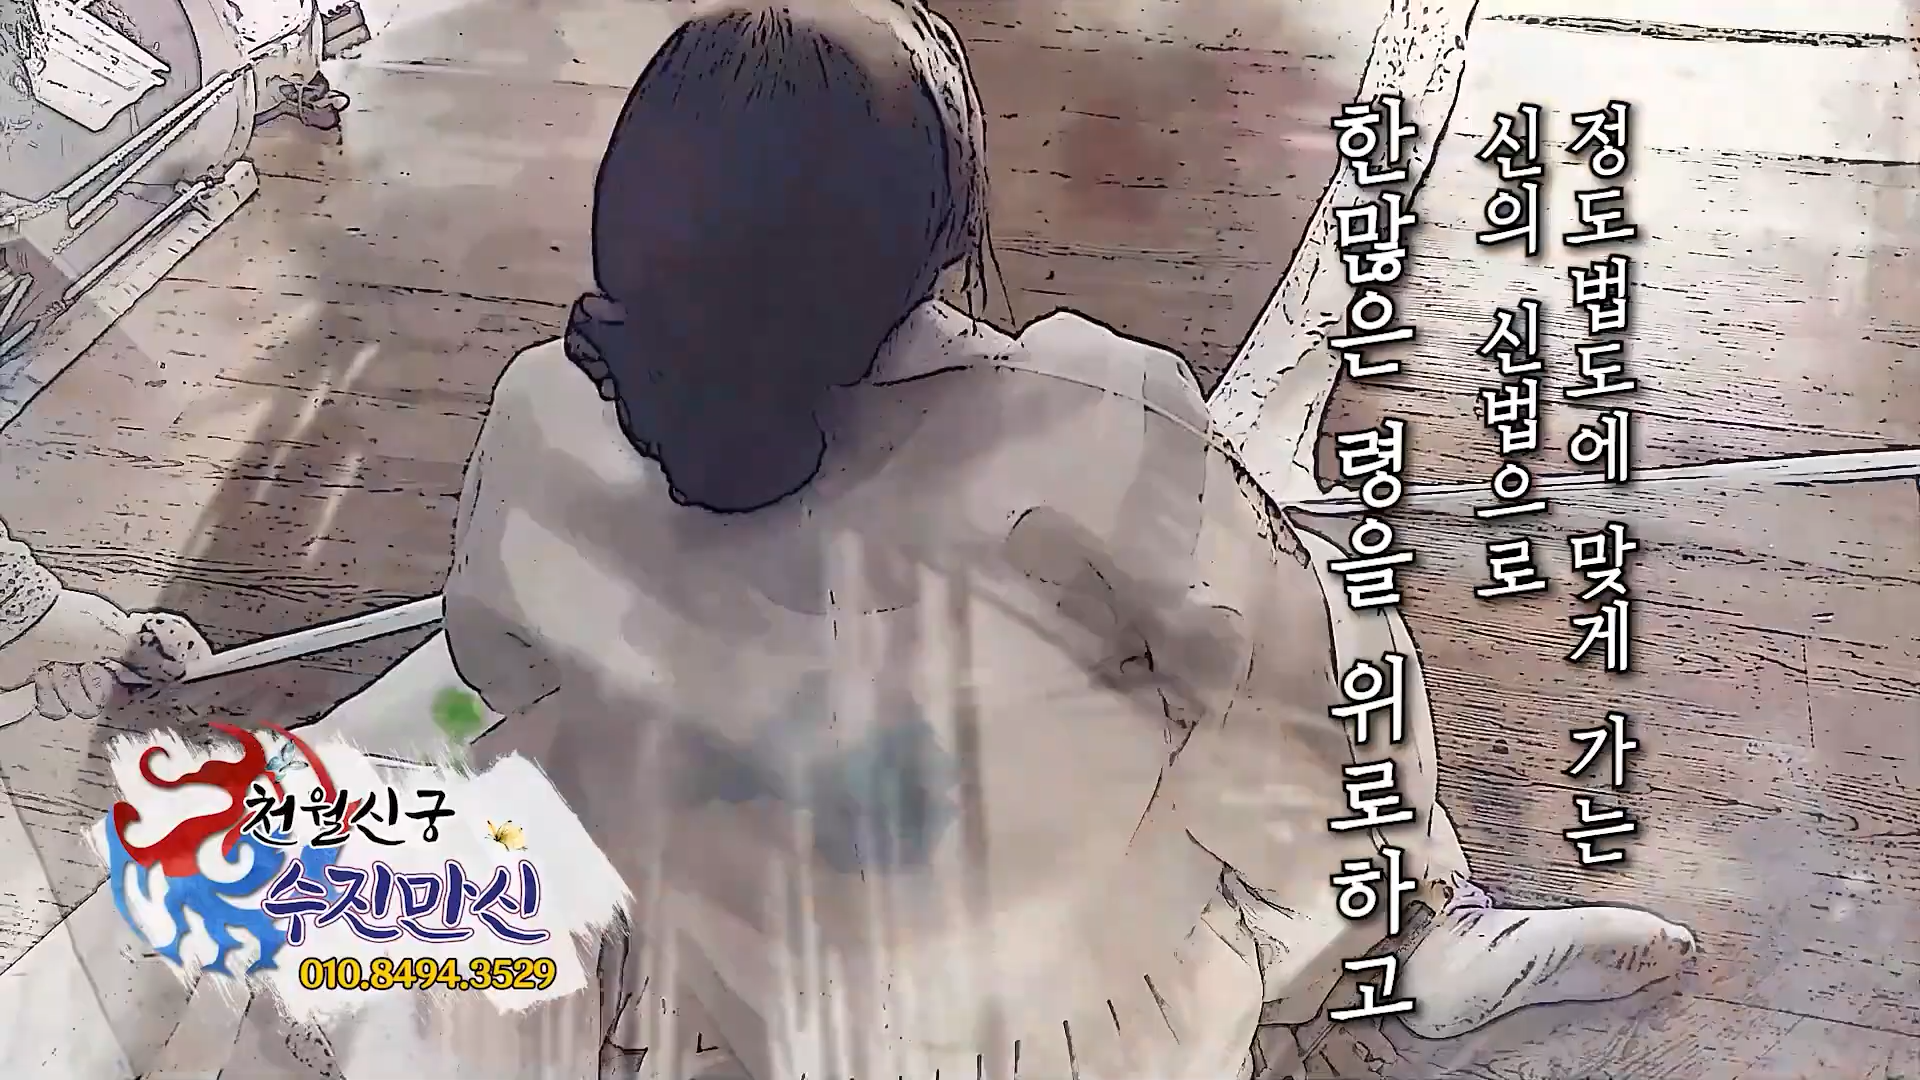 정도법도에 맞게 가는
신의 신법으로
한많은 령을 위로하고
천월신궁
수진만신
010.8494.3529